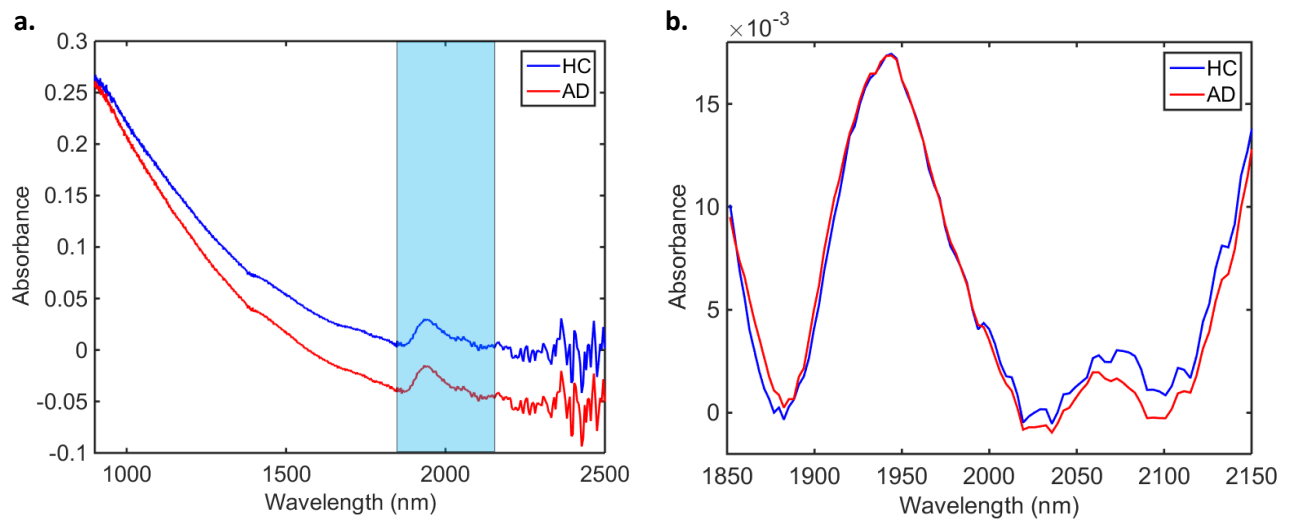 a.
0.3
0.25
0.2
0.15
0.1
0.05
0
-0.05
-0.1
Absorbance
1000
1500
2000
2500
Wavelength (nm)
HC
AD
b.
×10⁻³
15
10
5
0
Absorbance
1850
1900
1950
2000
2050
2100
2150
Wavelength (nm)
HC
AD